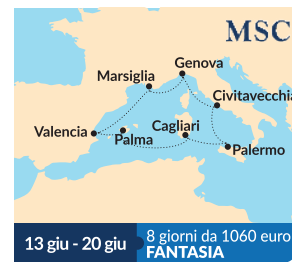 MSC
Genova
Marsiglia
Civitavecchia
Valencia
Cagliari
Palma
Palermo
13 giu - 20 giu
8 giorni da 1060 euro
FANTASIA